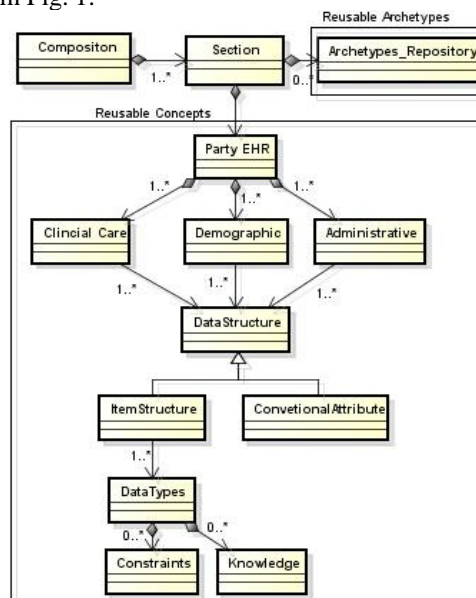 in Fig. 1.
Reusable Archetypes
Compositon
Section
Archetypes_Repository
1..*
0..*
Reusable Concepts
Party EHR
1..*
1..*
1..*
Clincial Care
Demographic
Administrative
1..*
1..*
1..*
DataStructure
ItemStructure
ConvetionalAttribute
1..*
DataTypes
0..*
0..*
Constraints
Knowledge